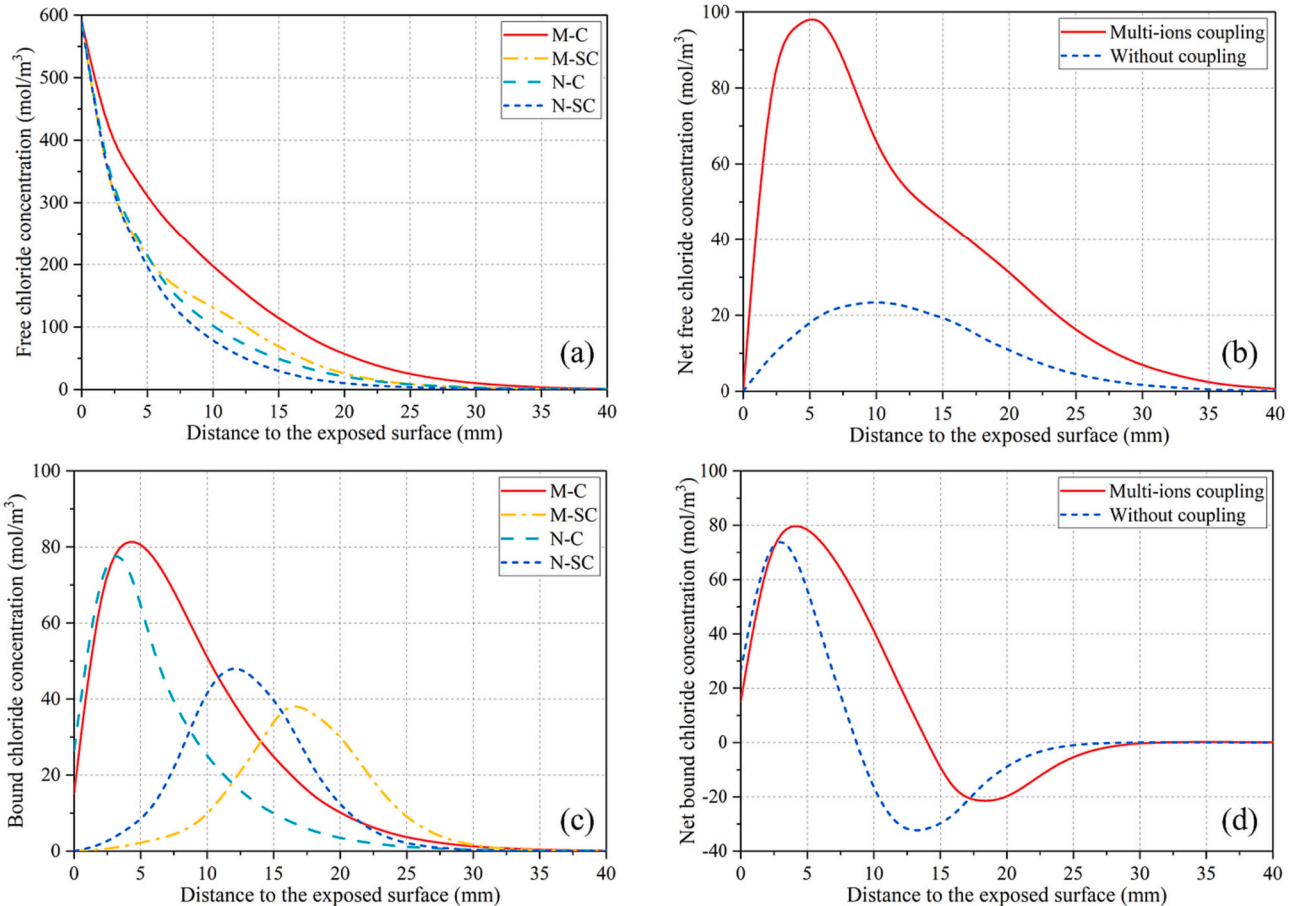 600
500
400
300
200
100
0
Free chloride concentration (mol/m³)
M-C
M-SC
N-C
N-SC
(a)
0 5 10 15 20 25 30 35 40
Distance to the exposed surface (mm)
100
80
60
40
20
0
Net free chloride concentration (mol/m³)
Multi-ions coupling
Without coupling
(b)
0 5 10 15 20 25 30 35 40
Distance to the exposed surface (mm)
100
80
60
40
20
0
Bound chloride concentration (mol/m³)
M-C
M-SC
N-C
N-SC
(c)
0 5 10 15 20 25 30 35 40
Distance to the exposed surface (mm)
100
80
60
40
20
0
-20
-40
Net bound chloride concentration (mol/m³)
Multi-ions coupling
Without coupling
(d)
0 5 10 15 20 25 30 35 40
Distance to the exposed surface (mm)